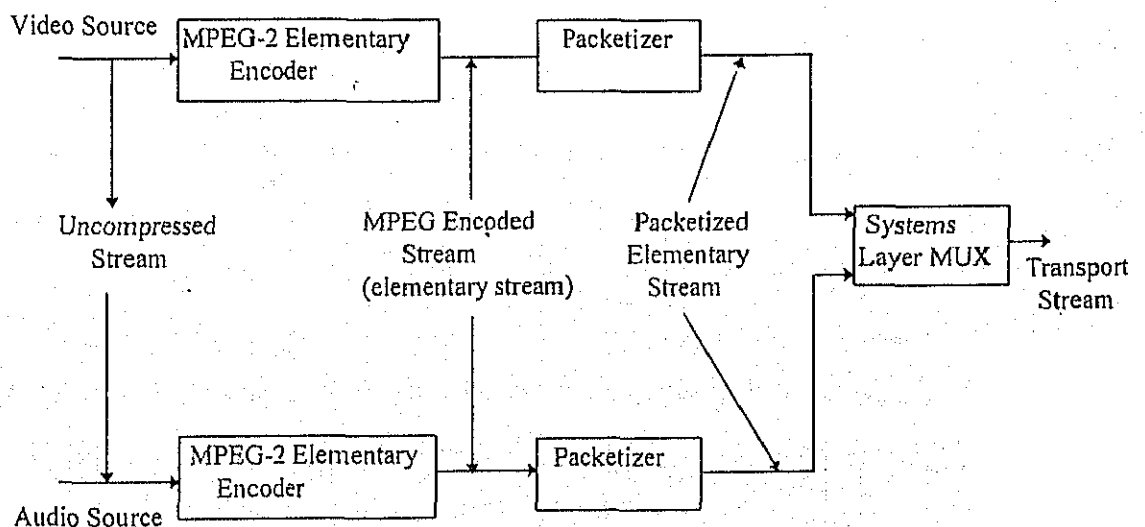 Video Source
MPEG-2 Elementary
Encoder
Packetizer
Uncompressed
Stream
MPEG Encoded
Stream
(elementary stream)
Packetized
Elementary
Stream
Systems
Layer MUX
Transport
Stream
MPEG-2 Elementary
Encoder
Packetizer
Audio Source